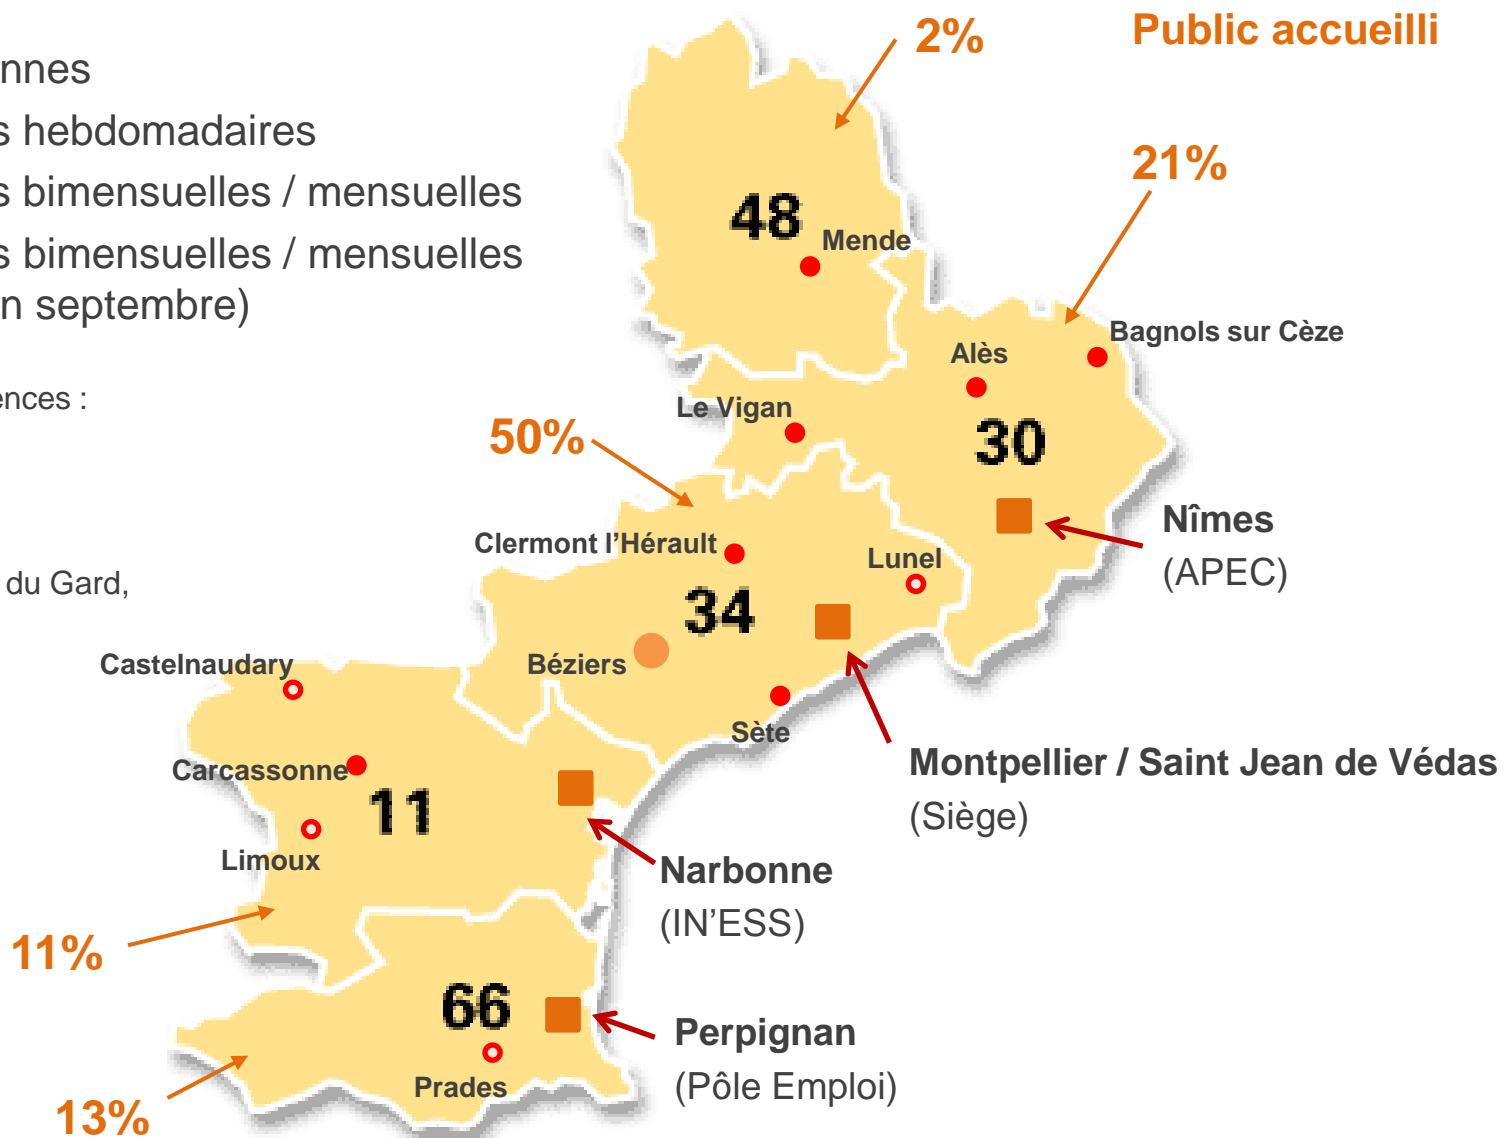 nnes
s hebdomadaires
s bimensuelles / mensuelles
s bimensuelles / mensuelles
n septembre)
ences :
du Gard,
Public accueilli
2%
21%
48
Mende
Bagnols sur Cèze
Alès
Le Vigan
50%
30
Nîmes
(APEC)
Clermont l'Hérault
Lunel
34
Castelnaudary
Béziers
Sète
Carcassonne
Montpellier / Saint Jean de Védas
(Siège)
11
Limoux
Narbonne
(IN'ESS)
11%
66
Perpignan
(Pôle Emploi)
Prades
13%